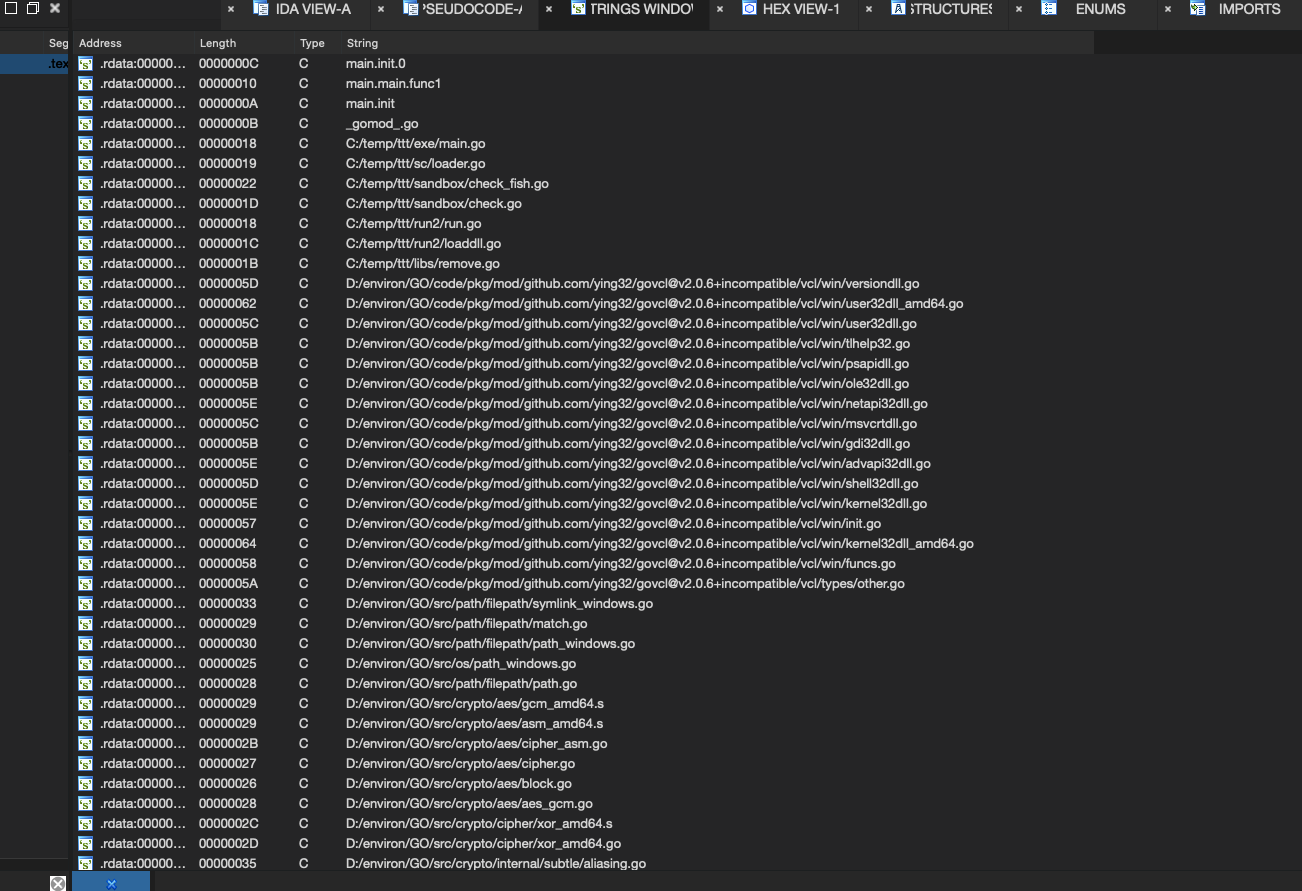 IDA VIEW-A PSEUDOCODE-A STRINGS WINDOW HEX VIEW-1 STRUCTURES ENUMS IMPORTS
Seg Address Length Type String
.tex .rdata:00000... 0000000C C main.init.0
.rdata:00000... 00000010 C main.main.func1
.rdata:00000... 0000000A C main.init
.rdata:00000... 0000000B C _gomod_.go
.rdata:00000... 00000018 C C:/temp/ttt/exe/main.go
.rdata:00000... 00000019 C C:/temp/ttt/sc/loader.go
.rdata:00000... 00000022 C C:/temp/ttt/sandbox/check_fish.go
.rdata:00000... 0000001D C C:/temp/ttt/sandbox/check.go
.rdata:00000... 00000018 C C:/temp/ttt/run2/run.go
.rdata:00000... 0000001C C C:/temp/ttt/run2/loaddll.go
.rdata:00000... 0000001B C C:/temp/ttt/libs/remove.go
.rdata:00000... 0000005D C D:/environ/GO/code/pkg/mod/github.com/ying32/govcl@v2.0.6+incompatible/vcl/win/versiondll.go
.rdata:00000... 00000062 C D:/environ/GO/code/pkg/mod/github.com/ying32/govcl@v2.0.6+incompatible/vcl/win/user32dll_amd64.go
.rdata:00000... 0000005C C D:/environ/GO/code/pkg/mod/github.com/ying32/govcl@v2.0.6+incompatible/vcl/win/user32dll.go
.rdata:00000... 0000005B C D:/environ/GO/code/pkg/mod/github.com/ying32/govcl@v2.0.6+incompatible/vcl/win/tlhelp32.go
.rdata:00000... 0000005B C D:/environ/GO/code/pkg/mod/github.com/ying32/govcl@v2.0.6+incompatible/vcl/win/psapidll.go
.rdata:00000... 0000005B C D:/environ/GO/code/pkg/mod/github.com/ying32/govcl@v2.0.6+incompatible/vcl/win/ole32dll.go
.rdata:00000... 0000005E C D:/environ/GO/code/pkg/mod/github.com/ying32/govcl@v2.0.6+incompatible/vcl/win/netapi32dll.go
.rdata:00000... 0000005C C D:/environ/GO/code/pkg/mod/github.com/ying32/govcl@v2.0.6+incompatible/vcl/win/msvcrtdll.go
.rdata:00000... 0000005B C D:/environ/GO/code/pkg/mod/github.com/ying32/govcl@v2.0.6+incompatible/vcl/win/gdi32dll.go
.rdata:00000... 0000005E C D:/environ/GO/code/pkg/mod/github.com/ying32/govcl@v2.0.6+incompatible/vcl/win/advapi32dll.go
.rdata:00000... 0000005D C D:/environ/GO/code/pkg/mod/github.com/ying32/govcl@v2.0.6+incompatible/vcl/win/shell32dll.go
.rdata:00000... 0000005E C D:/environ/GO/code/pkg/mod/github.com/ying32/govcl@v2.0.6+incompatible/vcl/win/kernel32dll.go
.rdata:00000... 00000057 C D:/environ/GO/code/pkg/mod/github.com/ying32/govcl@v2.0.6+incompatible/vcl/win/init.go
.rdata:00000... 00000064 C D:/environ/GO/code/pkg/mod/github.com/ying32/govcl@v2.0.6+incompatible/vcl/win/kernel32dll_amd64.go
.rdata:00000... 00000058 C D:/environ/GO/code/pkg/mod/github.com/ying32/govcl@v2.0.6+incompatible/vcl/win/funcs.go
.rdata:00000... 0000005A C D:/environ/GO/code/pkg/mod/github.com/ying32/govcl@v2.0.6+incompatible/vcl/types/other.go
.rdata:00000... 00000033 C D:/environ/GO/src/path/filepath/symlink_windows.go
.rdata:00000... 00000029 C D:/environ/GO/src/path/filepath/match.go
.rdata:00000... 00000030 C D:/environ/GO/src/path/filepath/path_windows.go
.rdata:00000... 00000025 C D:/environ/GO/src/os/path_windows.go
.rdata:00000... 00000028 C D:/environ/GO/src/path/filepath/path.go
.rdata:00000... 00000029 C D:/environ/GO/src/crypto/aes/gcm_amd64.s
.rdata:00000... 00000029 C D:/environ/GO/src/crypto/aes/asm_amd64.s
.rdata:00000... 0000002B C D:/environ/GO/src/crypto/aes/cipher_asm.go
.rdata:00000... 00000027 C D:/environ/GO/src/crypto/aes/cipher.go
.rdata:00000... 00000026 C D:/environ/GO/src/crypto/aes/block.go
.rdata:00000... 00000028 C D:/environ/GO/src/crypto/aes/aes_gcm.go
.rdata:00000... 0000002C C D:/environ/GO/src/crypto/cipher/xor_amd64.s
.rdata:00000... 0000002D C D:/environ/GO/src/crypto/cipher/xor_amd64.go
.rdata:00000... 00000035 C D:/environ/GO/src/crypto/internal/subtle/aliasing.go